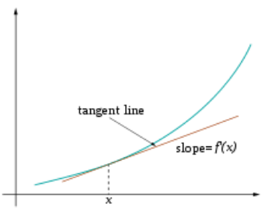 tangent line
slope=f'(x)
x